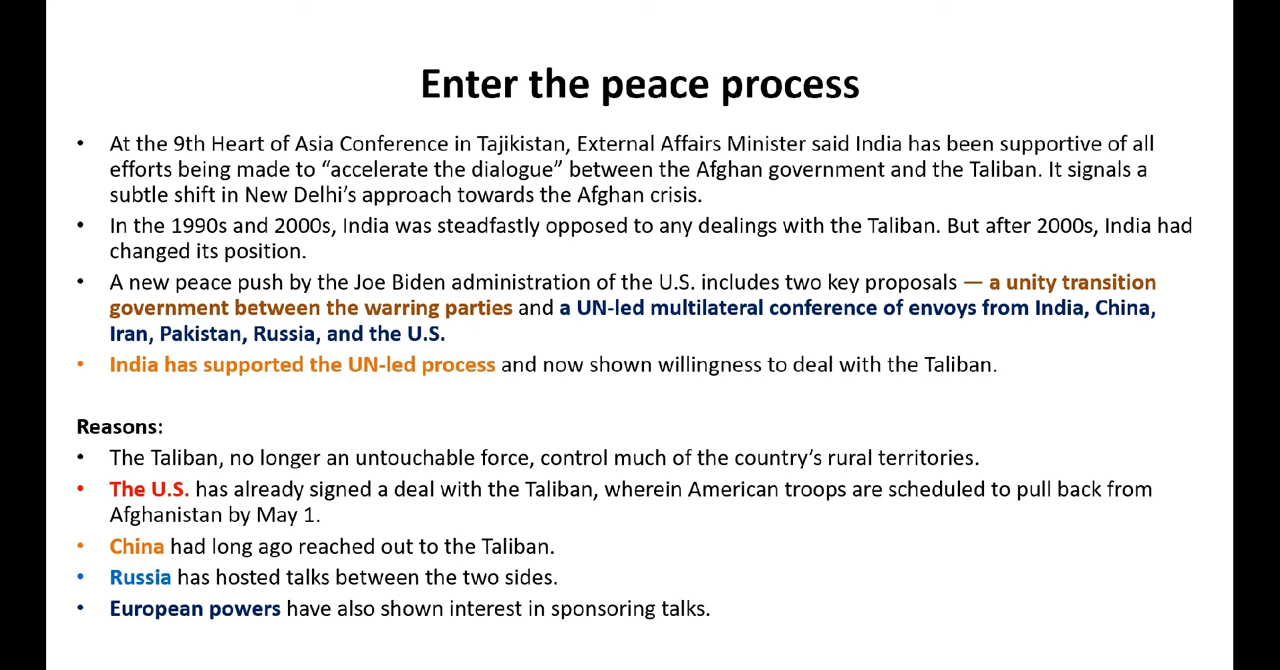 Enter the peace process
• At the 9th Heart of Asia Conference in Tajikistan, External Affairs Minister said India has been supportive of all
efforts being made to “accelerate the dialogue” between the Afghan government and the Taliban. It signals a
subtle shift in New Delhi’s approach towards the Afghan crisis.
• In the 1990s and 2000s, India was steadfastly opposed to any dealings with the Taliban. But after 2000s, India had
changed its position.
• A new peace push by the Joe Biden administration of the U.S. includes two key proposals — a unity transition
government between the warring parties and a UN-led multilateral conference of envoys from India, China,
Iran, Pakistan, Russia, and the U.S.
• India has supported the UN-led process and now shown willingness to deal with the Taliban.
Reasons:
• The Taliban, no longer an untouchable force, control much of the country’s rural territories.
• The U.S. has already signed a deal with the Taliban, wherein American troops are scheduled to pull back from
Afghanistan by May 1.
• China had long ago reached out to the Taliban.
• Russia has hosted talks between the two sides.
• European powers have also shown interest in sponsoring talks.